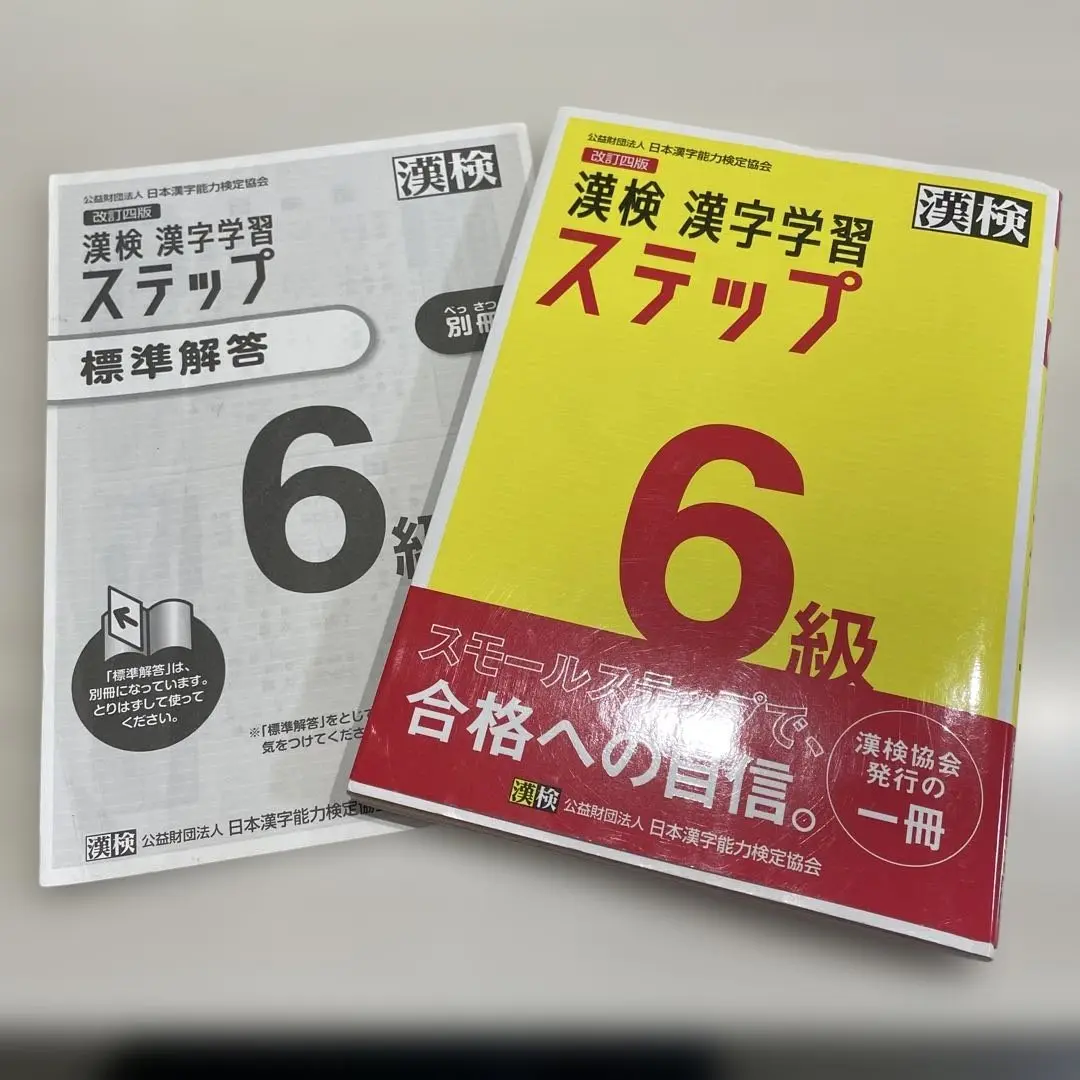 漢検
公益財団法人 日本漢字能力検定協会
改訂四版
漢検 漢字学習
ステップ
べっ さつ
別冊
標準解答
6級
「標準解答」は、
別冊になっています。
とりはずして使って
ください。
※「標準解答」をとじて
気をつけてくださ
漢検 公益財団法人 日本漢字能力検定協
公益財団法人 日本漢字能力検定協会
改訂四版
漢検
漢検 漢字学習
ステップ
6級
スモールステップで、
合格への自信。
漢検協会
発行の
一冊
漢検 公益財団法人 日本漢字能力検定協会